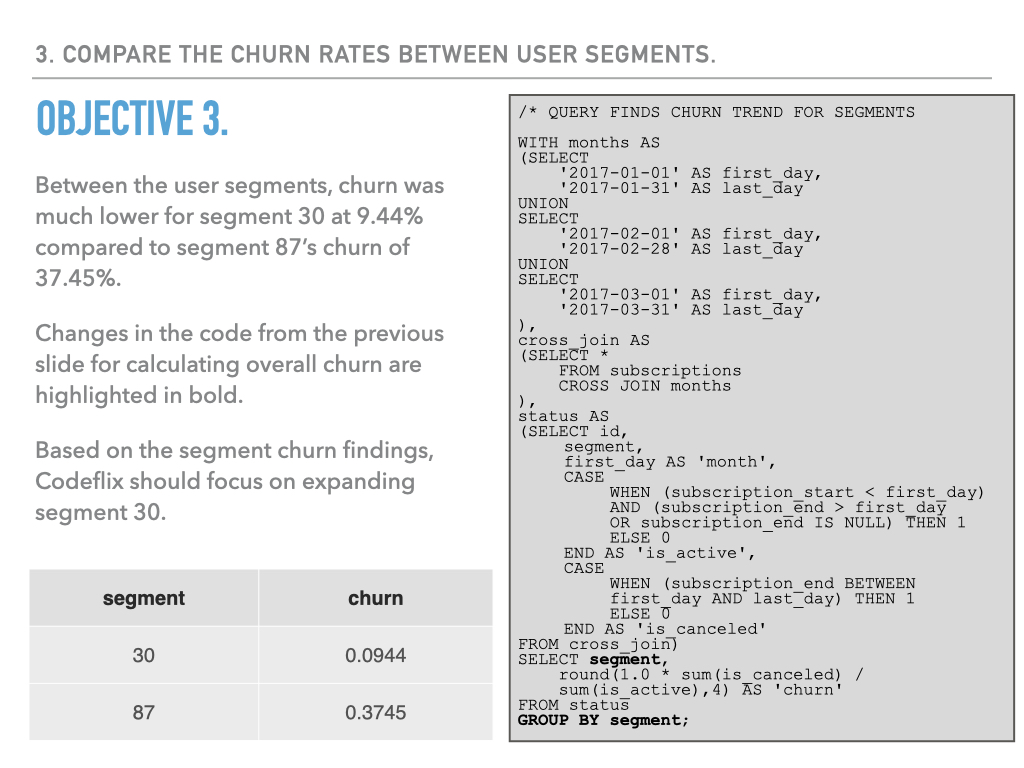 3. COMPARE THE CHURN RATES BETWEEN USER SEGMENTS.
OBJECTIVE 3.
Between the user segments, churn was
much lower for segment 30 at 9.44%
compared to segment 87’s churn of
37.45%.
Changes in the code from the previous
slide for calculating overall churn are
highlighted in bold.
Based on the segment churn findings,
Codeflix should focus on expanding
segment 30.
segment churn
30 0.0944
87 0.3745
/* QUERY FINDS CHURN TREND FOR SEGMENTS
WITH months AS
(SELECT
'2017-01-01' AS first_day,
'2017-01-31' AS last_day
UNION
SELECT
'2017-02-01' AS first_day,
'2017-02-28' AS last_day
UNION
SELECT
'2017-03-01' AS first_day,
'2017-03-31' AS last_day
),
cross_join AS
(SELECT *
FROM subscriptions
CROSS JOIN months
),
status AS
(SELECT id,
segment,
first_day AS 'month',
CASE
WHEN (subscription_start < first_day)
AND (subscription_end > first_day
OR subscription_end IS NULL) THEN 1
ELSE 0
END AS 'is_active',
CASE
WHEN (subscription_end BETWEEN
first_day AND last_day) THEN 1
ELSE 0
END AS 'is_canceled'
FROM cross_join)
SELECT segment,
round(1.0 * sum(is_canceled) /
sum(is_active),4) AS 'churn'
FROM status
GROUP BY segment;